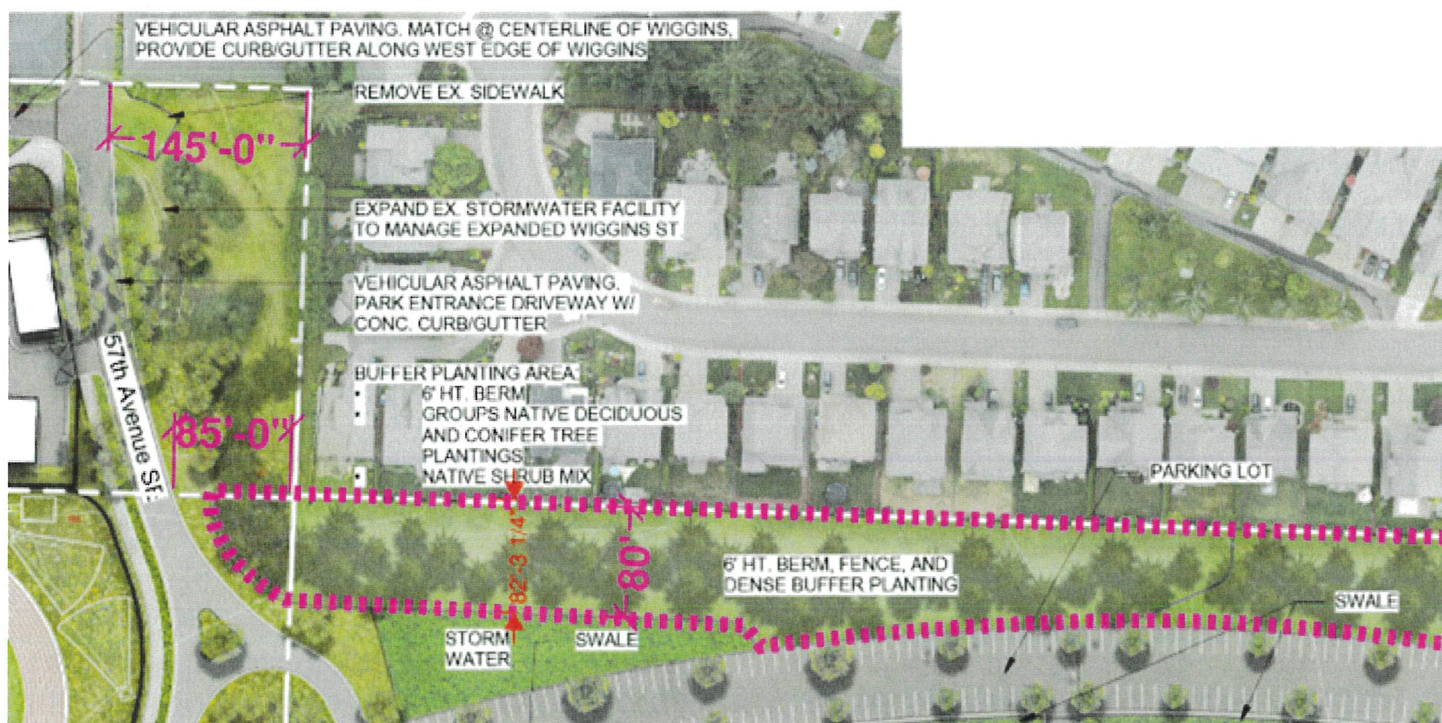 VEHICULAR ASPHALT PAVING. MATCH @ CENTERLINE OF WIGGINS,
PROVIDE CURB/GUTTER ALONG WEST EDGE OF WIGGINS
REMOVE EX. SIDEWALK
145'-0"
EXPAND EX. STORMWATER FACILITY
TO MANAGE EXPANDED WIGGINS ST.
VEHICULAR ASPHALT PAVING,
PARK ENTRANCE DRIVEWAY W/
CONC. CURB/GUTTER
57th Avenue SE
BUFFER PLANTING AREA:
• 6' HT. BERM
• GROUPS NATIVE DECIDUOUS
AND CONIFER TREE
PLANTINGS
• NATIVE SHRUB MIX
85'-0"
PARKING LOT
82'-3 1/4"
80'
6' HT. BERM, FENCE, AND
DENSE BUFFER PLANTING
SWALE
STORM
WATER
SWALE